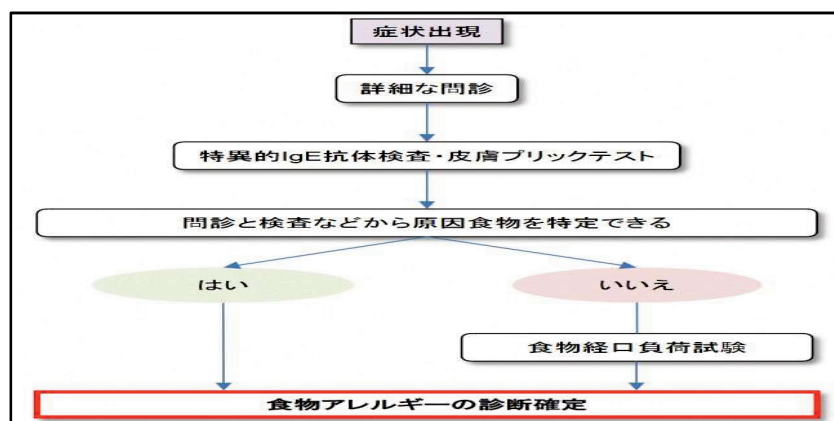 症状出現
詳細な問診
特異的IgE抗体検査・皮膚プリックテスト
問診と検査などから原因食物を特定できる
はい
いいえ
食物経口負荷試験
食物アレルギーの診断確定